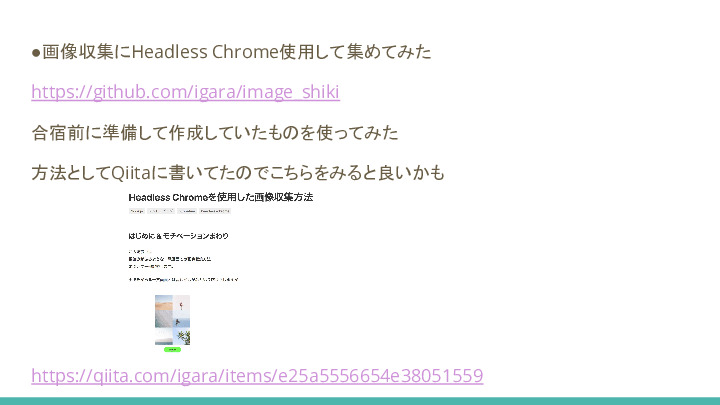 ●画像収集にHeadless Chrome使用して集めてみた
https://github.com/igara/image_shiki
合宿前に準備して作成していたものを使ってみた
方法としてQiitaに書いてたのでこちらをみると良いかも
Headless Chromeを使用した画像収集方法
はじめに & モチベーションまわり
https://qiita.com/igara/items/e25a5556654e38051559